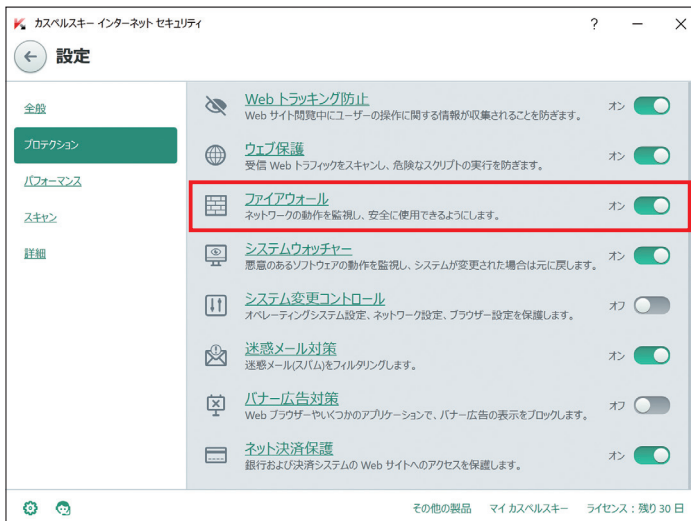 カスペルスキー インターネット セキュリティ
設定
全般
プロテクション
パフォーマンス
スキャン
詳細
Web トラッキング防止
Web サイト閲覧中にユーザーの操作に関する情報が収集されることを防ぎます。
オン
ウェブ保護
受信 Web トラフィックをスキャンし、危険なスクリプトの実行を防ぎます。
オン
ファイアウォール
ネットワークの動作を監視し、安全に使用できるようにします。
オン
システムウォッチャー
悪意のあるソフトウェアの動作を監視し、システムが変更された場合は元に戻します。
オン
システム変更コントロール
オペレーティングシステム設定、ネットワーク設定、ブラウザー設定を保護します。
オフ
迷惑メール対策
迷惑メール(スパム)をフィルタリングします。
オン
バナー広告対策
Web ブラウザーやいくつかのアプリケーションで、バナー広告の表示をブロックします。
オフ
ネット決済保護
銀行および決済システムの Web サイトへのアクセスを保護します。
オン
その他の製品 マイ カスペルスキー ライセンス：残り 30 日